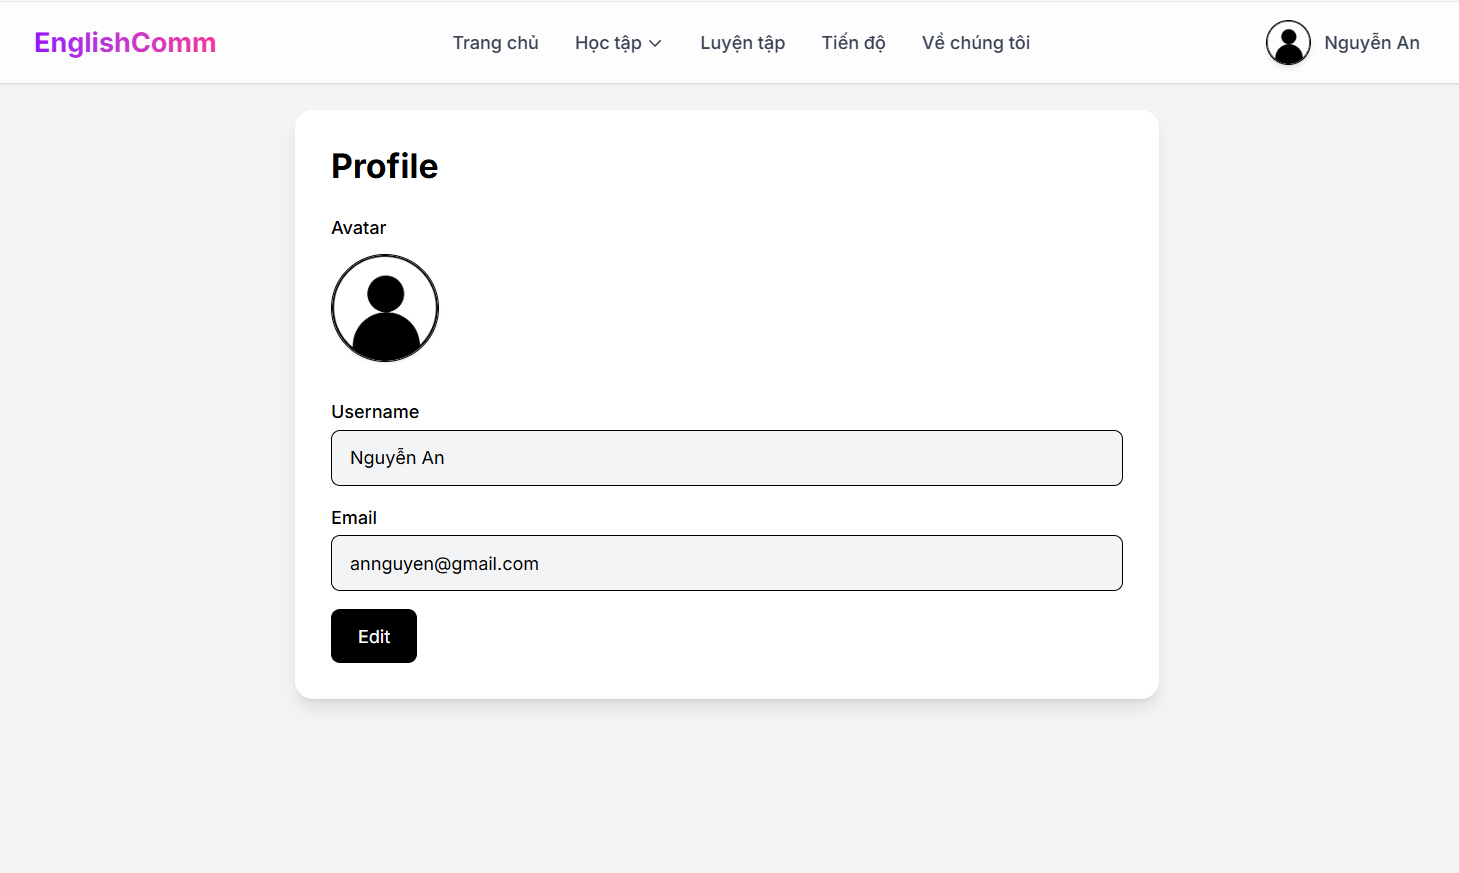 EnglishComm
Trang chủ Học tập Luyện tập Tiến độ Về chúng tôi
Nguyễn An
Profile
Avatar
Username
Nguyễn An
Email
annguyen@gmail.com
Edit